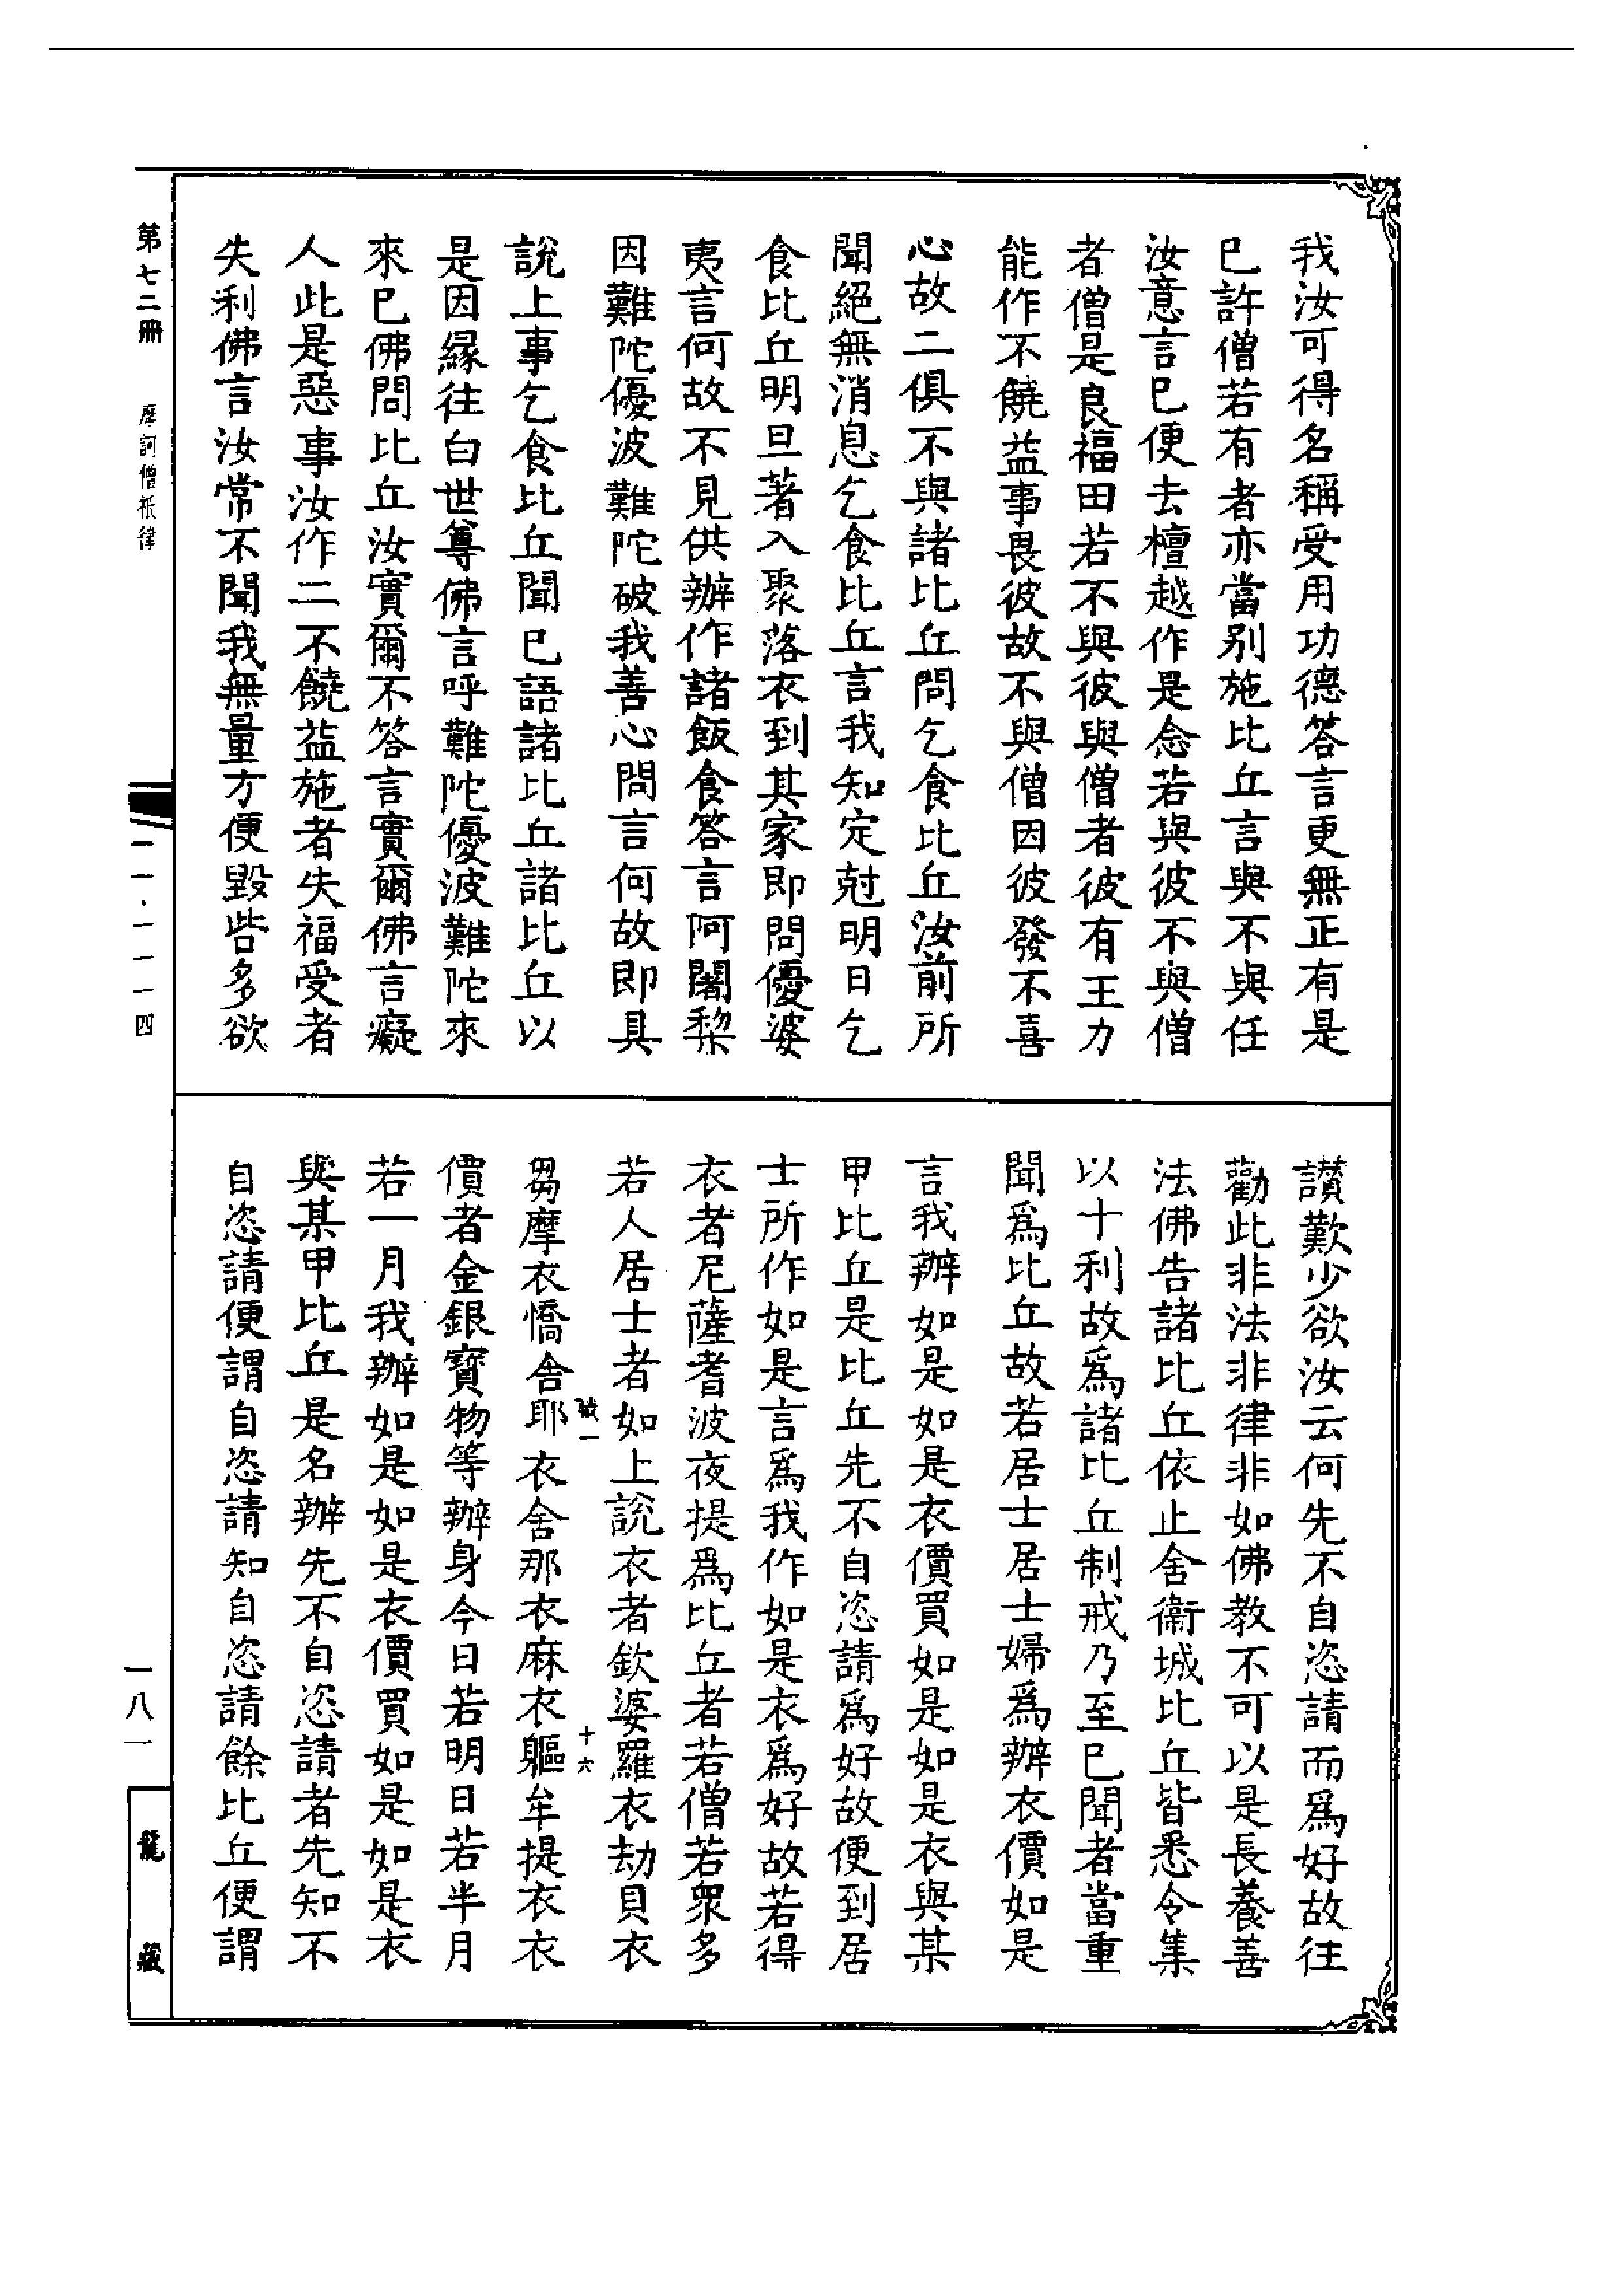 我汝可得名稱受用功德答言更無正有是
已許僧若有者亦當別施比丘言與不與任
汝意言已便去檀越作是念若與彼不與僧
者僧是良福田若不與彼與僧者彼有王力
能作不饒益事畏彼故不與僧因彼發不喜
心故二俱不與諸比丘問乞食比丘汝前所
聞絕無消息乞食比丘言我知定尅明日乞
食比丘明旦著入聚落衣到其家即問優婆
夷言何故不見供辦作諸飯食答言阿闍棃
因難陀優波難陀破我善心問言何故即具
說上事乞食比丘聞已語諸比丘諸比丘以
是因緣往白世尊佛言呼難陀優波難陀來
來已佛問比丘汝實爾不答言實爾佛言癡
人此是惡事汝作二不饒益施者失福受者
失利佛言汝常不聞我無量方便毀呰多欲
讚歎少欲汝云何先不自恣請而為好故往
勸此非法非律非如佛教不可以是長養善
法佛告諸比丘依止舍衛城比丘皆悉令集
以十利故為諸比丘制戒乃至已聞者當重
聞為比丘故若居士居士婦為辦衣價如是
言我辦如是如是衣價買如是如是衣與某
甲比丘是比丘先不自恣請為好故便到居
士所作如是言為我作如是衣為好故若得
衣者尼薩耆波夜提為比丘者若僧若眾多
若人居士者如上說衣者欽婆羅衣劫貝衣
芻摩衣憍舍耶衣舍那衣麻衣軀牟提衣衣
價者金銀寶物等辦身今日若明日若半月
若一月我辦如是如是衣價買如是如是衣
與某甲比丘是名辦先不自恣請者先知不
自恣請便謂自恣請知自恣請餘比丘便謂
十六
第七二冊
摩訶僧祇律
一一·一一一四
一八一
龍藏